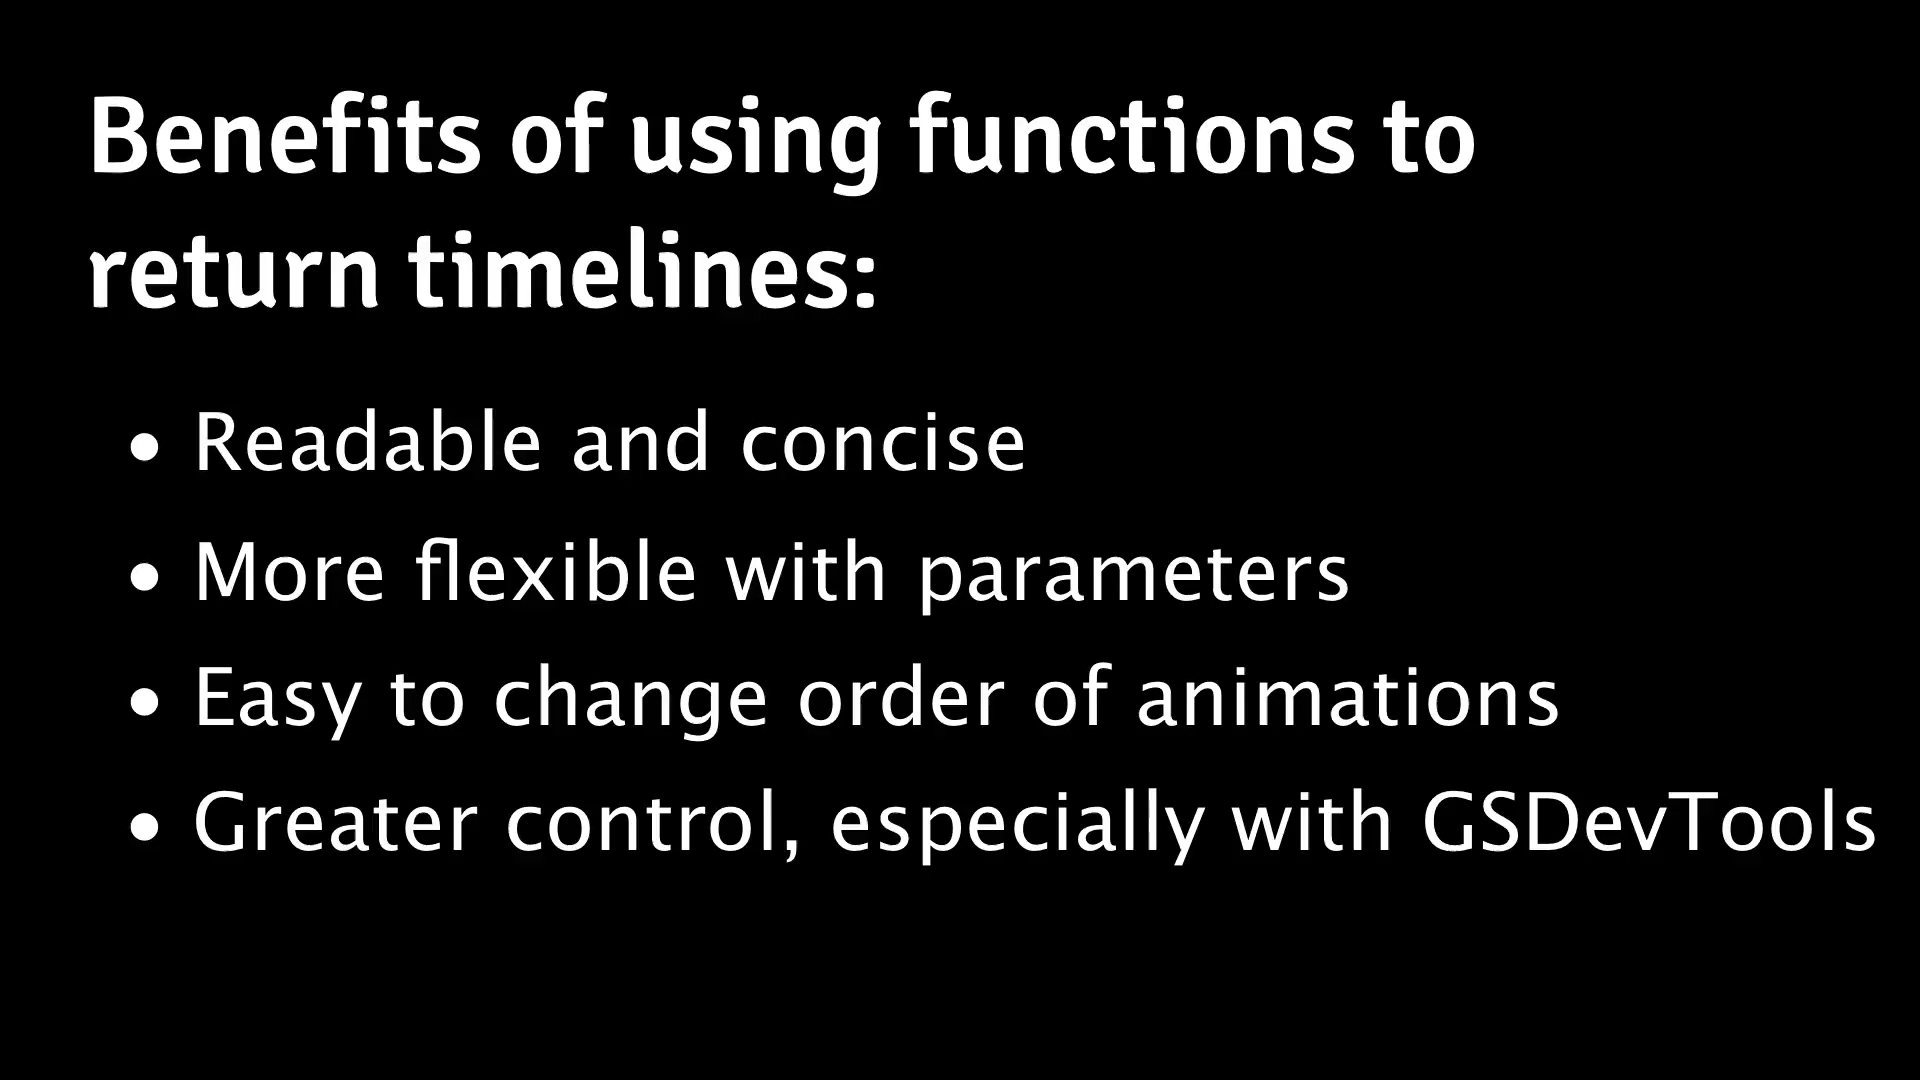 Benefits of using functions to
return timelines:
• Readable and concise
• More flexible with parameters
• Easy to change order of animations
• Greater control, especially with GSDevTools